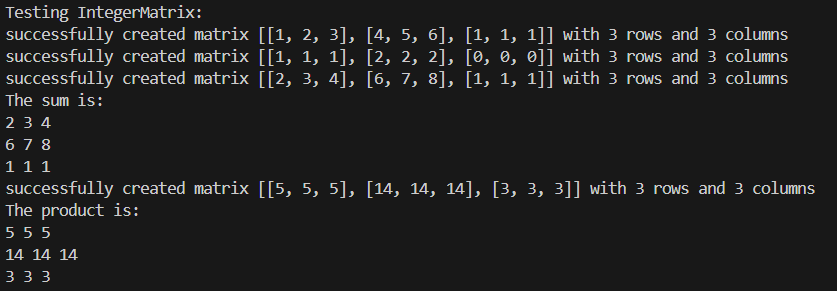 Testing IntegerMatrix:
successfully created matrix [[1, 2, 3], [4, 5, 6], [1, 1, 1]] with 3 rows and 3 columns
successfully created matrix [[1, 1, 1], [2, 2, 2], [0, 0, 0]] with 3 rows and 3 columns
successfully created matrix [[2, 3, 4], [6, 7, 8], [1, 1, 1]] with 3 rows and 3 columns
The sum is:
2 3 4
6 7 8
1 1 1
successfully created matrix [[5, 5, 5], [14, 14, 14], [3, 3, 3]] with 3 rows and 3 columns
The product is:
5 5 5
14 14 14
3 3 3